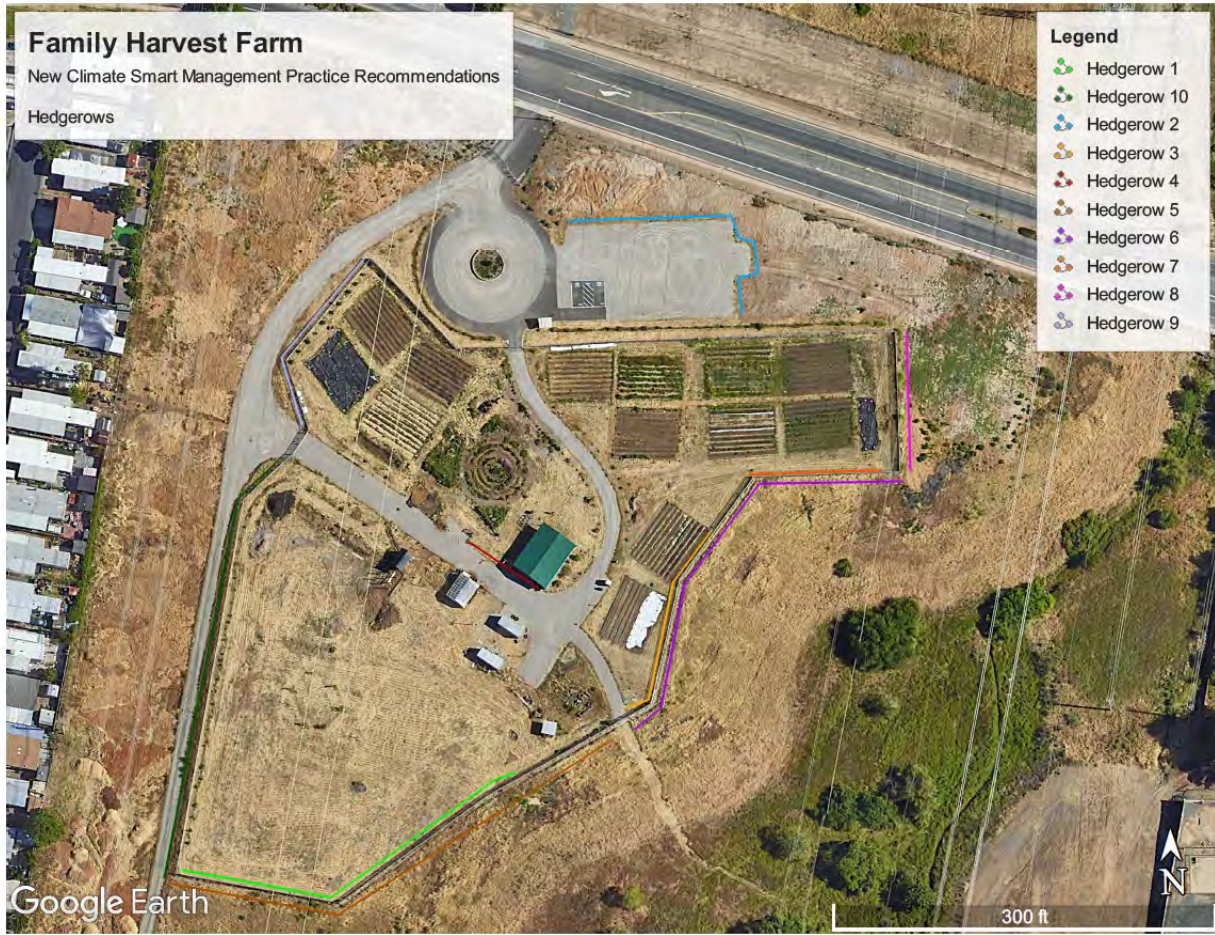 Family Harvest Farm
New Climate Smart Management Practice Recommendations
Hedgerows
Legend
Hedgerow 1
Hedgerow 10
Hedgerow 2
Hedgerow 3
Hedgerow 4
Hedgerow 5
Hedgerow 6
Hedgerow 7
Hedgerow 8
Hedgerow 9
Google Earth
N
300 ft